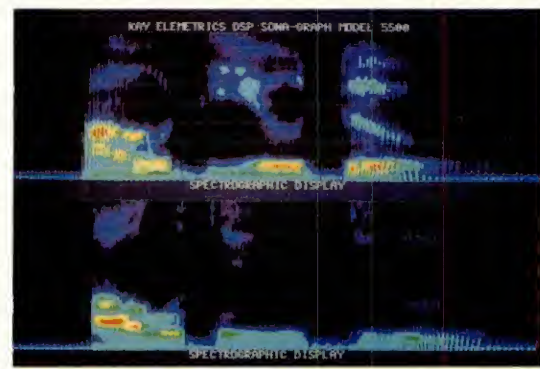 KAY ELEMETRICS DSP SONA-GRAPH MODEL 5500
SPECTROGRAPHIC DISPLAY
SPECTROGRAPHIC DISPLAY